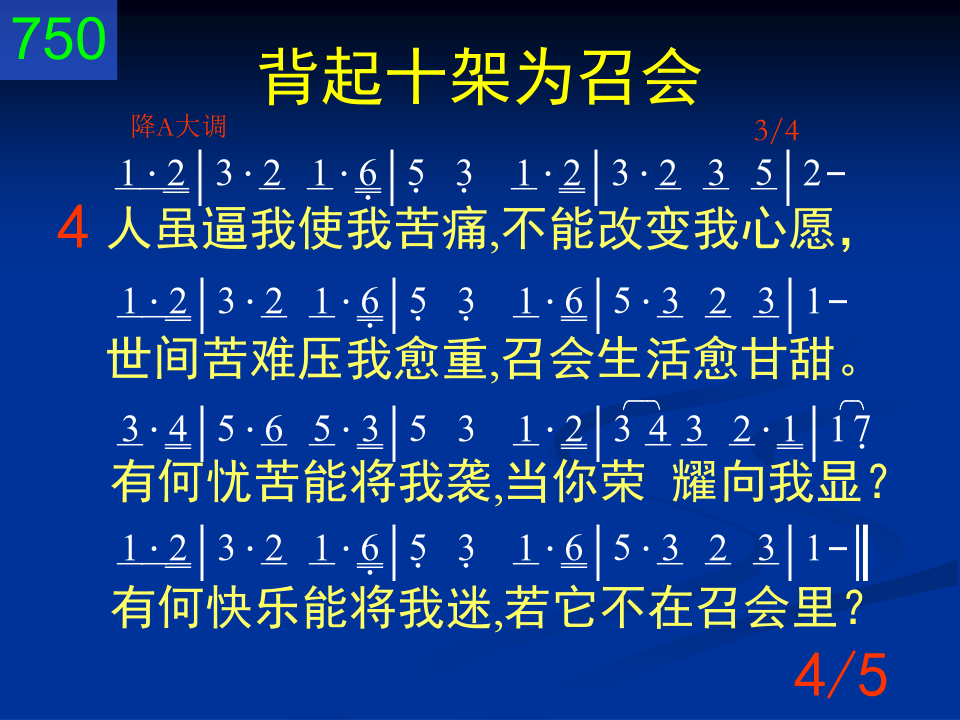 750
背起十架为召会
降A大调
3/4
1·2|3·2 1·6|5 3 1·2|3·2 3 5|2-
4 人虽逼我使我苦痛,不能改变我心愿,
1·2|3·2 1·6|5 3 1·6|5·3 2 3|1-
世间苦难压我愈重,召会生活愈甘甜。
3·4|5·6 5·3|5 3 1·2|3 4 3 2·1|1 7
有何忧苦能将我袭,当你荣 耀向我显?
1·2|3·2 1·6|5 3 1·6|5·3 2 3|1-‖
有何快乐能将我迷,若它不在召会里?
4/5